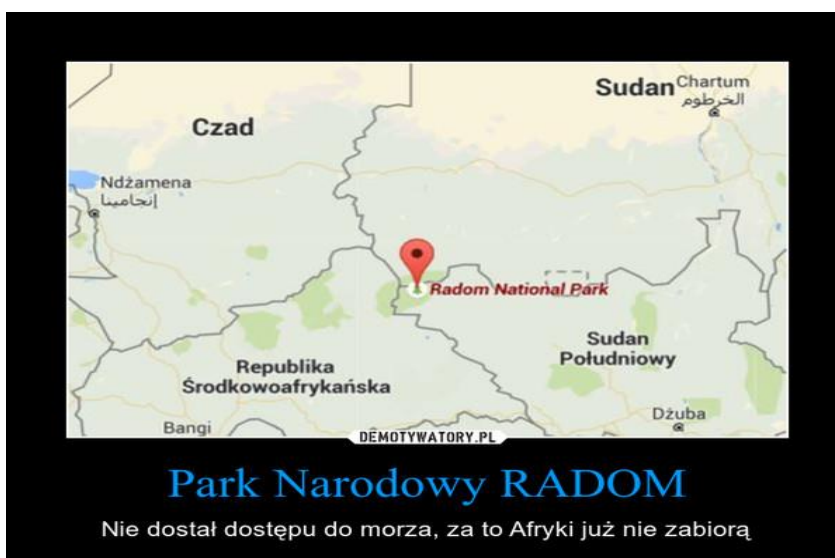 Sudan
Chartum
الخرطوم
Czad
Ndżamena
إنجامينا
Radom National Park
Sudan
Południowy
Republika
Środkowoafrykańska
Dżuba
Bangi
DEMOTYWATORY.PL
Park Narodowy RADOM
Nie dostał dostępu do morza, za to Afryki już nie zabiorą